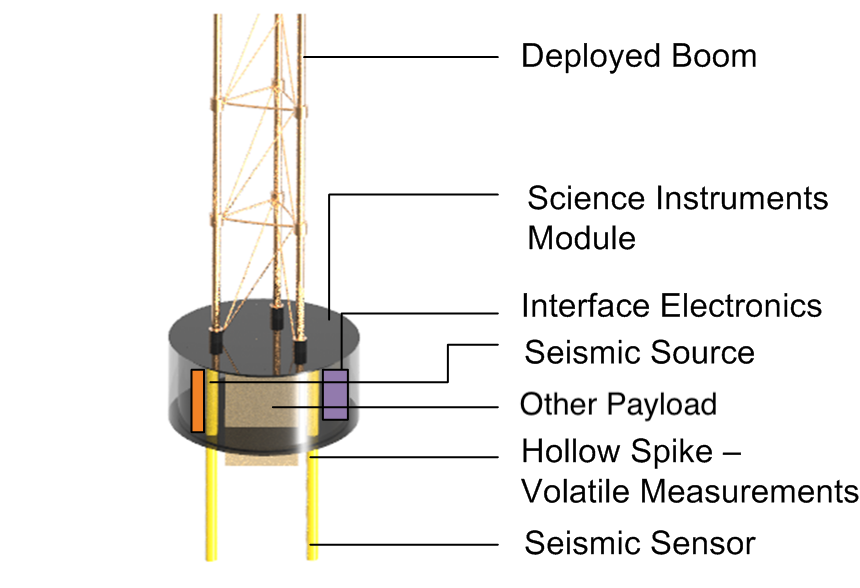 Deployed Boom
Science Instruments
Module
Interface Electronics
Seismic Source
Other Payload
Hollow Spike –
Volatile Measurements
Seismic Sensor